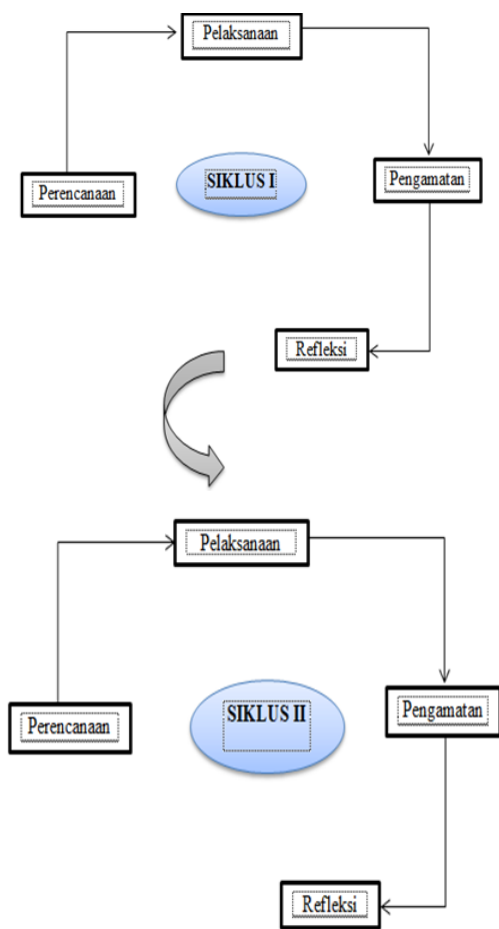 Pelaksanaan
SIKLUS I
Perencanaan
Pengamatan
Refleksi
Pelaksanaan
SIKLUS II
Perencanaan
Pengamatan
Refleksi